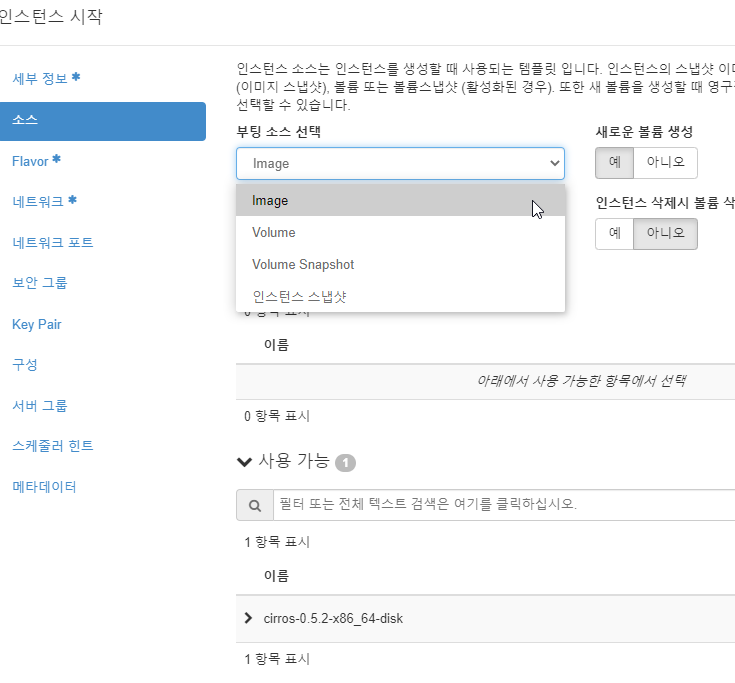 인스턴스 시작
세부 정보 *
소스
Flavor *
네트워크 *
네트워크 포트
보안 그룹
Key Pair
구성
서버 그룹
스케줄러 힌트
메타데이터
인스턴스 소스는 인스턴스를 생성할 때 사용되는 템플릿 입니다. 인스턴스의 스냅샷 이미
(이미지 스냅샷), 볼륨 또는 볼륨스냅샷 (활성화된 경우). 또한 새 볼륨을 생성할 때 영구
선택할 수 있습니다.
부팅 소스 선택
Image
Image
Volume
Volume Snapshot
인스턴스 스냅샷
새로운 볼륨 생성
예 아니오
인스턴스 삭제시 볼륨 삭
예 아니오
0 항목 표시
이름
아래에서 사용 가능한 항목에서 선택
0 항목 표시
사용 가능 1
필터 또는 전체 텍스트 검색은 여기를 클릭하십시오.
1 항목 표시
이름
cirros-0.5.2-x86_64-disk
1 항목 표시